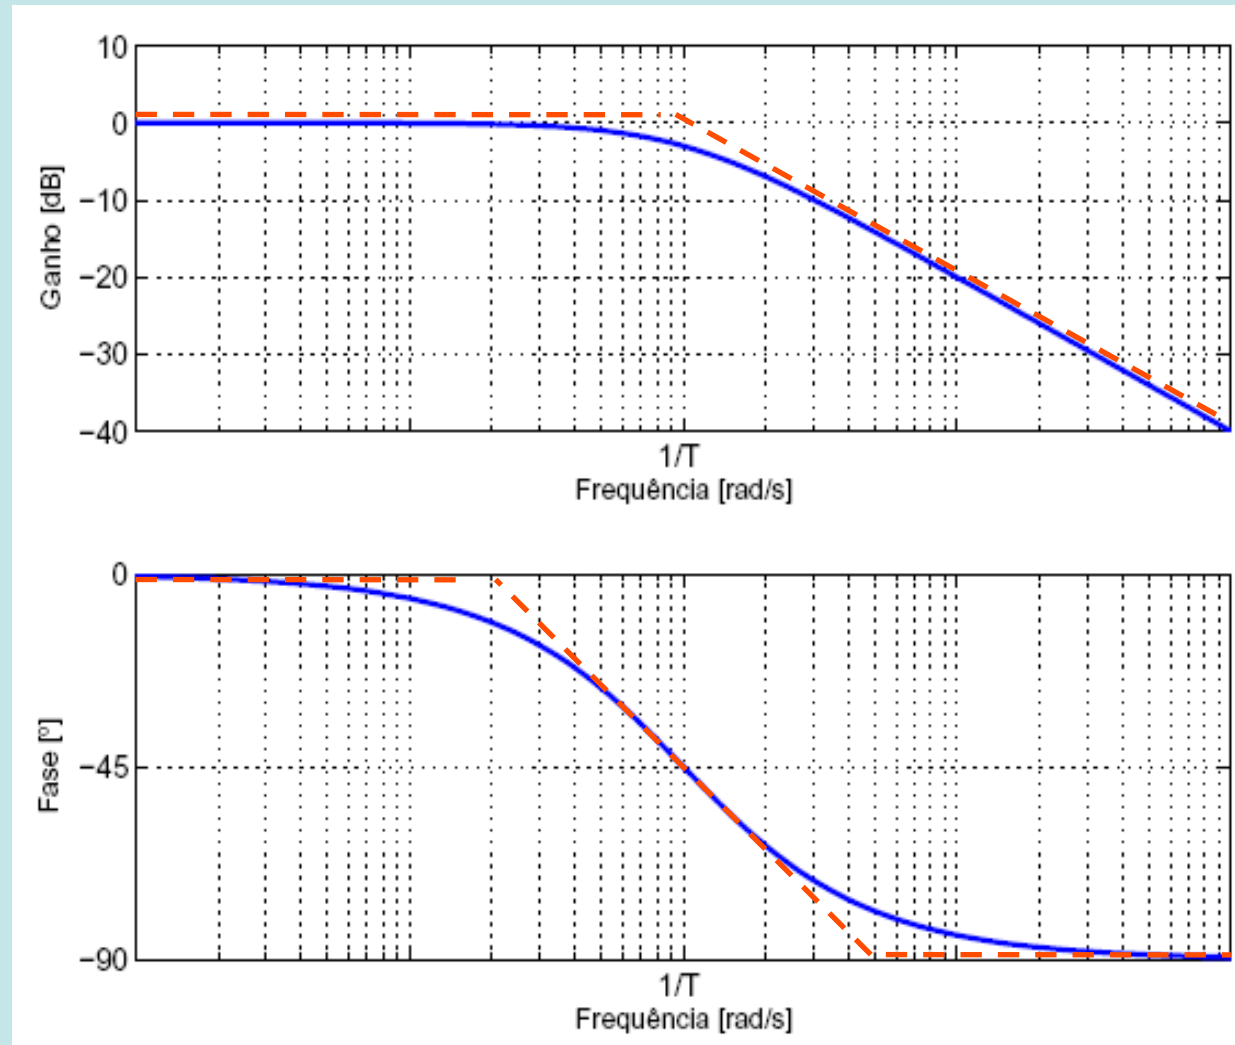 10
0
−10
−20
−30
−40
Ganho [dB]
1/T
Frequência [rad/s]
0
−45
−90
Fase [º]
1/T
Frequência [rad/s]